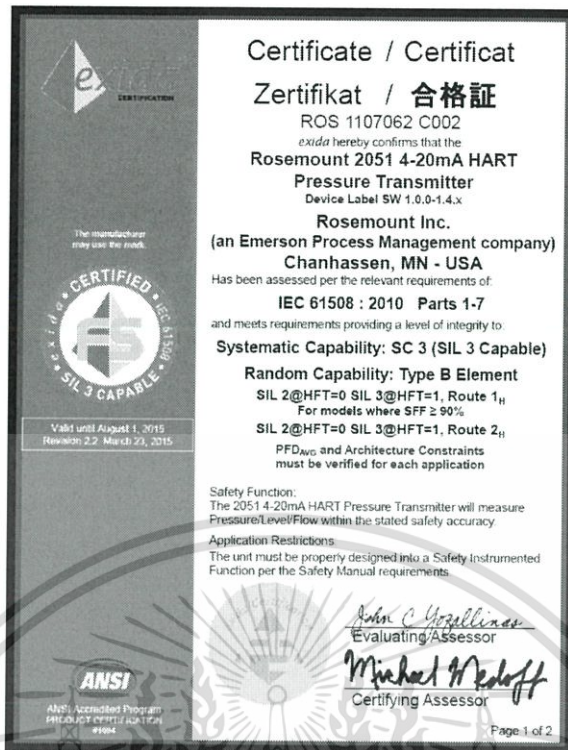 exida
CERTIFICATION
The manufacturer
may use the mark.
exida CERTIFIED IEC 61508
FS
SIL 3 CAPABLE
Valid until August 1, 2015
Revision 2.2 March 23, 2015
ANSI
ANSI Accredited Program
PRODUCT CERTIFICATION
#1004
Certificate / Certificat
Zertifikat / 合格証
ROS 1107062 C002
exida hereby confirms that the
Rosemount 2051 4-20mA HART
Pressure Transmitter
Device Label SW 1.0.0-1.4.x
Rosemount Inc.
(an Emerson Process Management company)
Chanhassen, MN - USA
Has been assessed per the relevant requirements of:
IEC 61508 : 2010 Parts 1-7
and meets requirements providing a level of integrity to:
Systematic Capability: SC 3 (SIL 3 Capable)
Random Capability: Type B Element
SIL 2@HFT=0 SIL 3@HFT=1, Route 1H
For models where SFF ≥ 90%
SIL 2@HFT=0 SIL 3@HFT=1, Route 2H
PFDAVG and Architecture Constraints
must be verified for each application
Safety Function:
The 2051 4-20mA HART Pressure Transmitter will measure
Pressure/Level/Flow within the stated safety accuracy.
Application Restrictions:
The unit must be properly designed into a Safety Instrumented
Function per the Safety Manual requirements.
John C
Evaluating Assessor
Michael Medoff
Certifying Assessor
Page 1 of 2